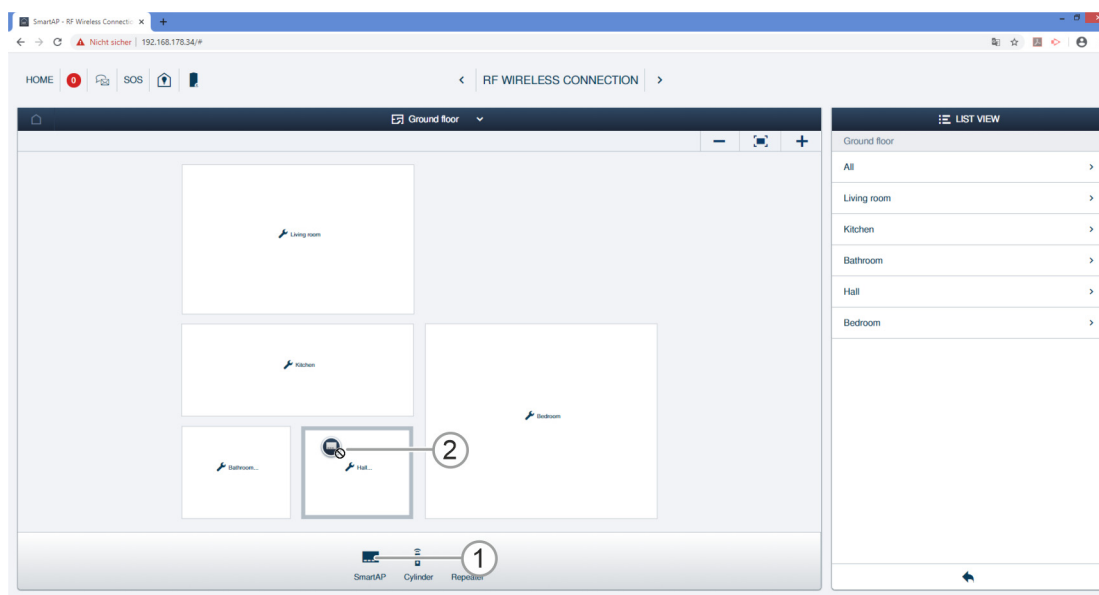 SmartAP - RF Wireless Connectio
Nicht sicher | 192.168.178.34/#
HOME 0 SOS RF WIRELESS CONNECTION
Ground floor
LIST VIEW
Ground floor
All
Living room
Kitchen
Bathroom
Hall
Bedroom
Living room
Kitchen
Bedroom
Bathroom...
Hall...
2
1
SmartAP Cylinder Repeater